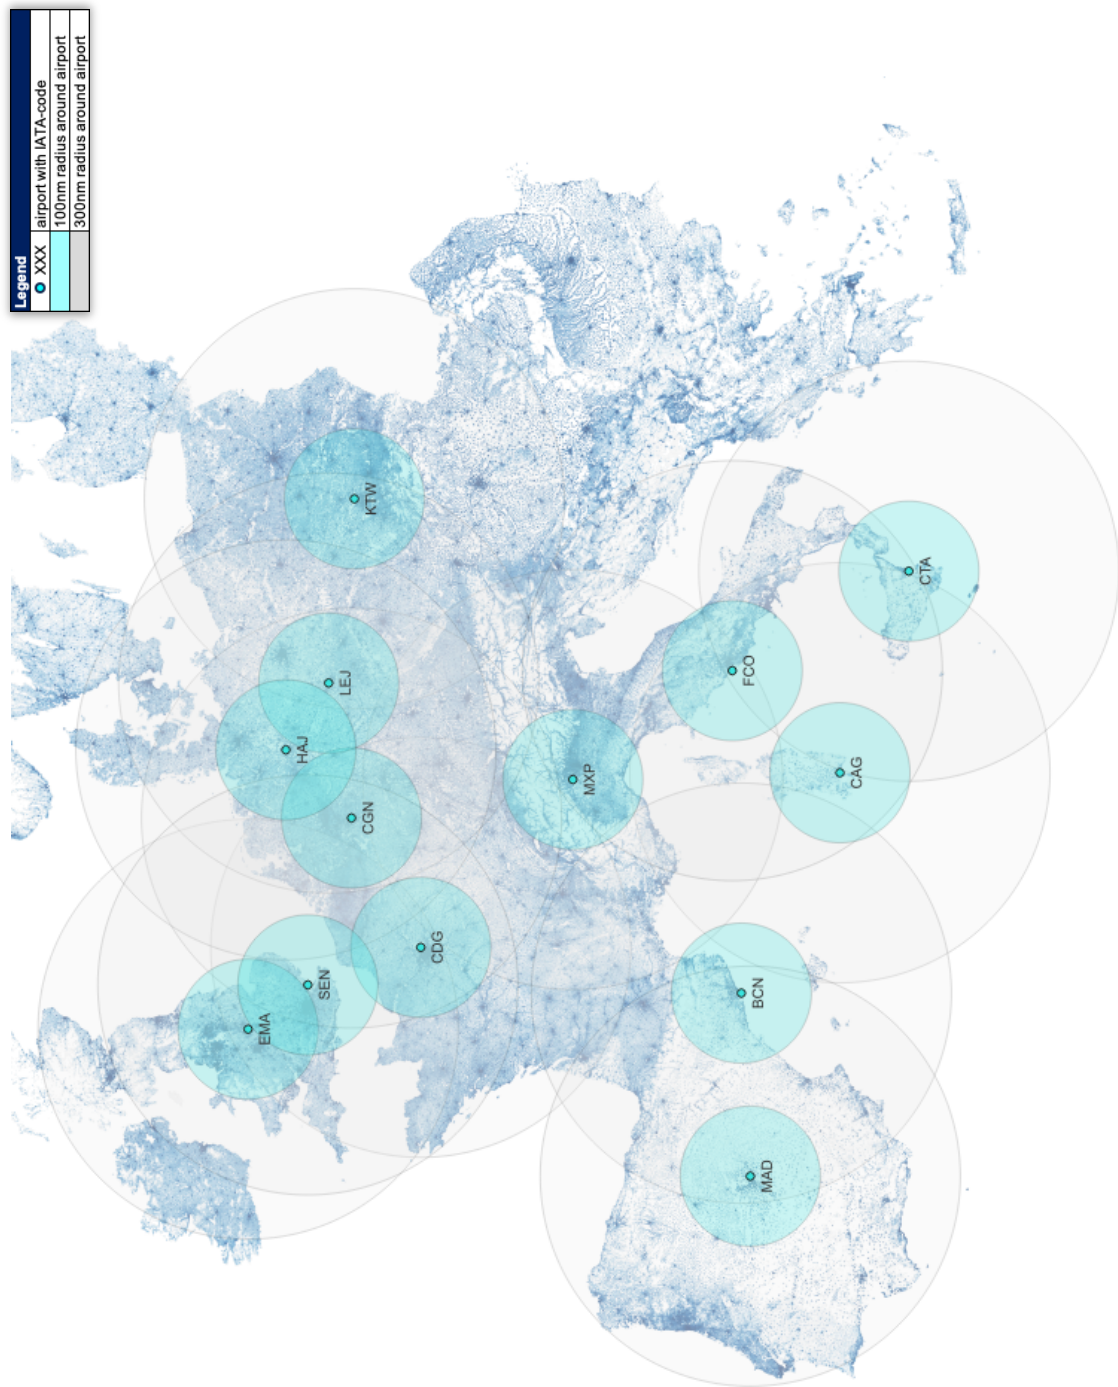 Legend
XXX airport with IATA-code
100nm radius around airport
300nm radius around airport
EMA
SEN
CDG
CGN
HAJ
LEJ
KTW
MXP
MAD
BCN
CAG
FCO
CTA